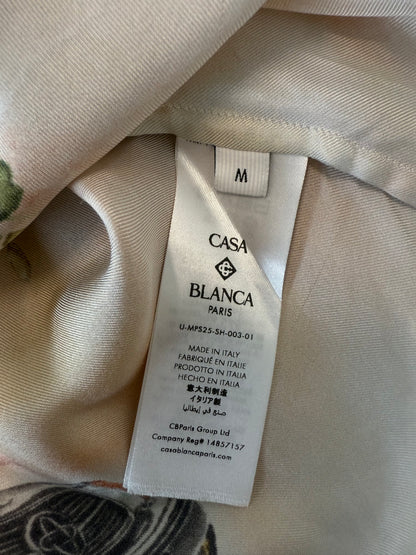 M
CASA
BLANCA
PARIS
U-MPS25-SH-003-01
MADE IN ITALY
FABRIQUÉ EN ITALIE
PRODOTTO IN ITALIA
HECHO EN ITALIA
意大利制造
イタリア製
صنع في إيطاليا
CBParis Group Ltd
Company Reg# 14857157
casablancaparis.com